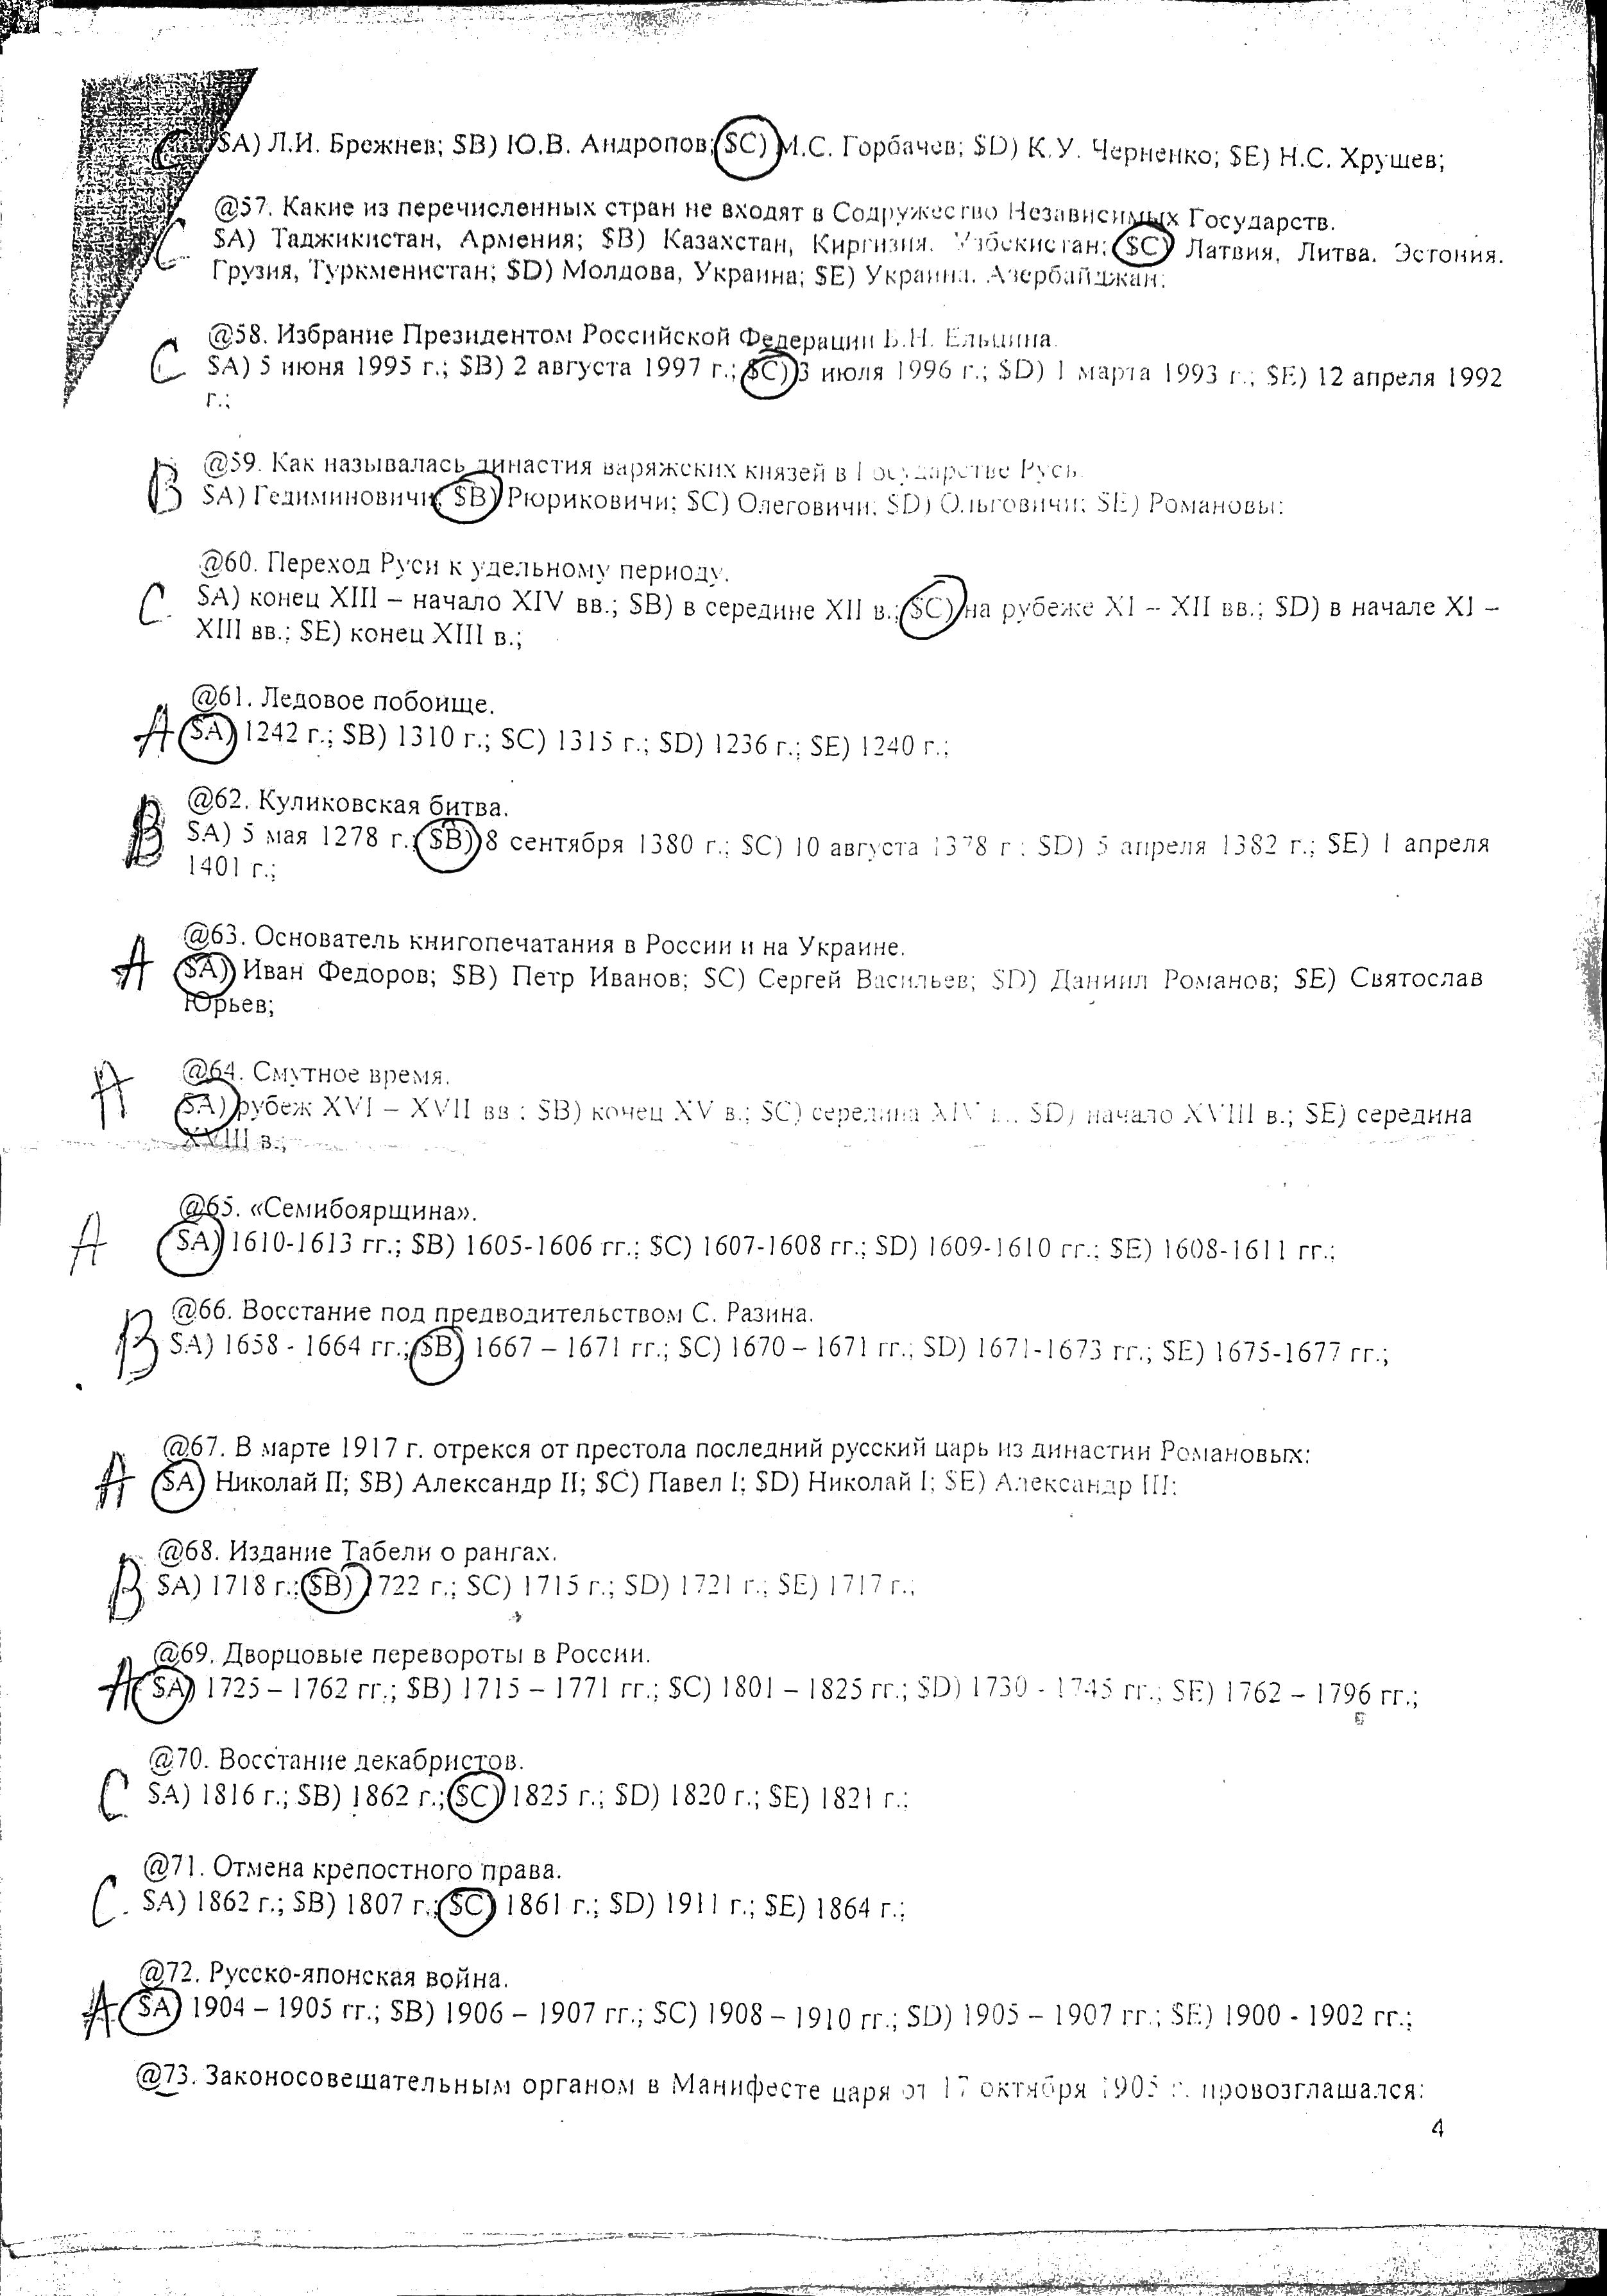 C $A) Л.И. Брежнев; $B) Ю.В. Андропов; $C) М.С. Горбачев; $D) К.У. Черненко; $E) Н.С. Хрущев;
@57. Какие из перечисленных стран не входят в Содружество Независимых Государств.
C $A) Таджикистан, Армения; $B) Казахстан, Киргизия. Узбекистан; $C) Латвия, Литва. Эстония.
Грузия, Туркменистан; $D) Молдова, Украина; $E) Украина. Азербайджан;
@58. Избрание Президентом Российской Федерации Б.Н. Ельцина.
C $A) 5 июня 1995 г.; $B) 2 августа 1997 г.; $C) 3 июля 1996 г.; $D) 1 марта 1993 г.; $E) 12 апреля 1992
г.;
@59. Как называлась династия варяжских князей в Государстве Русь.
B $A) Гедиминовичи; $B) Рюриковичи; $C) Олеговичи; $D) Ольговичи; $E) Романовы;
@60. Переход Руси к удельному периоду.
C $A) конец XIII – начало XIV вв.; $B) в середине XII в.; $C) на рубеже XI – XII вв.; $D) в начале XI –
XIII вв.; $E) конец XIII в.;
@61. Ледовое побоище.
A $A) 1242 г.; $B) 1310 г.; $C) 1315 г.; $D) 1236 г.; $E) 1240 г.;
@62. Куликовская битва.
B $A) 5 мая 1278 г.; $B) 8 сентября 1380 г.; $C) 10 августа 1378 г.; $D) 5 апреля 1382 г.; $E) 1 апреля
1401 г.;
@63. Основатель книгопечатания в России и на Украине.
A $A) Иван Федоров; $B) Петр Иванов; $C) Сергей Васильев; $D) Даниил Романов; $E) Святослав
Юрьев;
@64. Смутное время.
A $A) рубеж XVI – XVII вв.; $B) конец XV в.; $C) середина XIV в.; $D) начало XVIII в.; $E) середина
XVIII в.;
@65. «Семибоярщина».
A $A) 1610-1613 гг.; $B) 1605-1606 гг.; $C) 1607-1608 гг.; $D) 1609-1610 гг.; $E) 1608-1611 гг.;
@66. Восстание под предводительством С. Разина.
B $A) 1658 - 1664 гг.; $B) 1667 – 1671 гг.; $C) 1670 – 1671 гг.; $D) 1671-1673 гг.; $E) 1675-1677 гг.;
@67. В марте 1917 г. отрекся от престола последний русский царь из династии Романовых:
A $A) Николай II; $B) Александр II; $C) Павел I; $D) Николай I; $E) Александр III;
@68. Издание Табели о рангах.
B $A) 1718 г.; $B) 1722 г.; $C) 1715 г.; $D) 1721 г.; $E) 1717 г.;
@69. Дворцовые перевороты в России.
A $A) 1725 – 1762 гг.; $B) 1715 – 1771 гг.; $C) 1801 – 1825 гг.; $D) 1730 - 1745 гг.; $E) 1762 – 1796 гг.;
@70. Восстание декабристов.
C $A) 1816 г.; $B) 1862 г.; $C) 1825 г.; $D) 1820 г.; $E) 1821 г.;
@71. Отмена крепостного права.
C. $A) 1862 г.; $B) 1807 г.; $C) 1861 г.; $D) 1911 г.; $E) 1864 г.;
@72. Русско-японская война.
A $A) 1904 – 1905 гг.; $B) 1906 – 1907 гг.; $C) 1908 – 1910 гг.; $D) 1905 – 1907 гг.; $E) 1900 - 1902 гг.;
@73. Законосовещательным органом в Манифесте царя от 17 октября 1905 г. провозглашался:
4